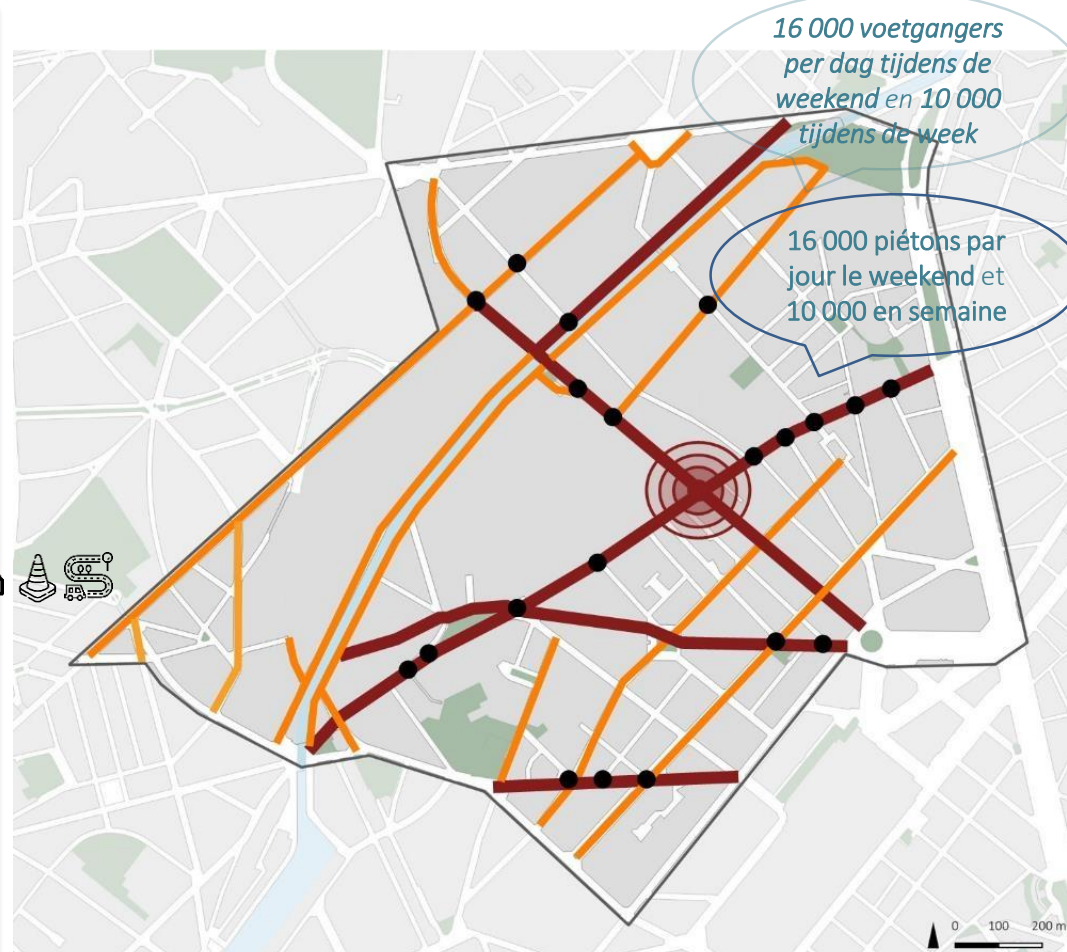 16 000 voetgangers
per dag tijdens de
weekend en 10 000
tijdens de week
16 000 piétons par
jour le weekend et
10 000 en semaine
0 100 200 m